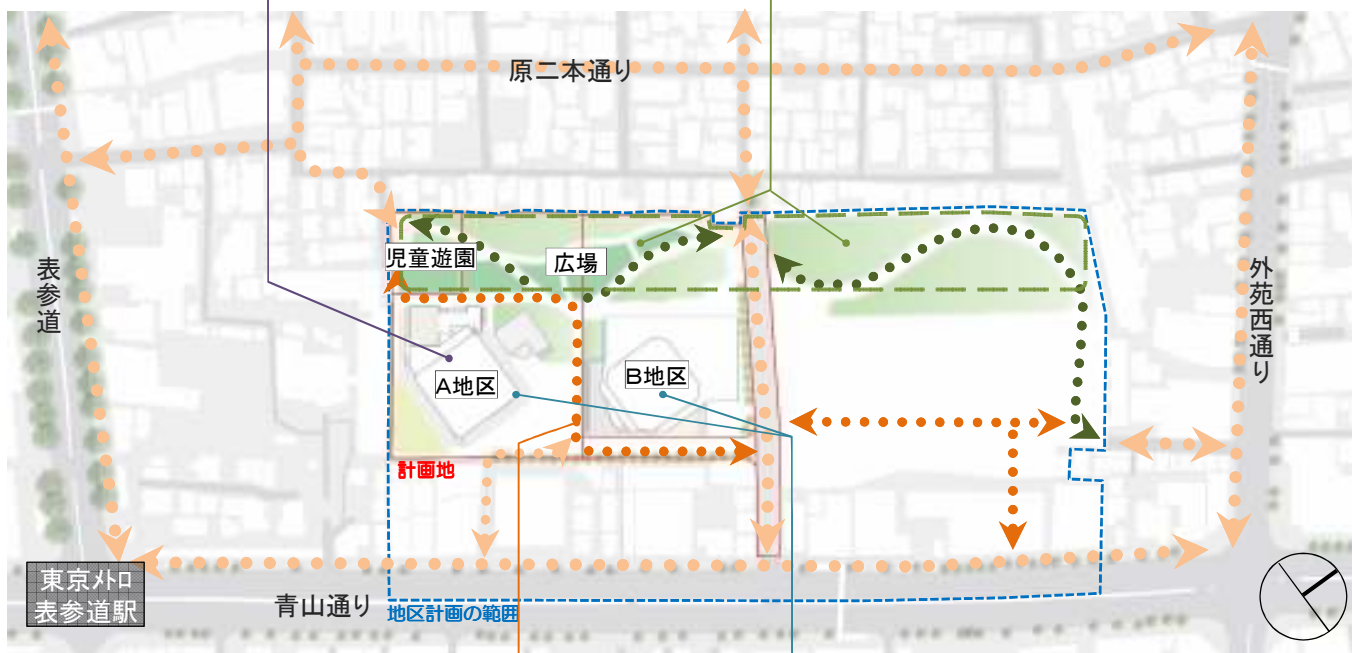 原二本通り
表参道
児童遊園
広場
外苑西通り
A地区
B地区
計画地
東京メトロ
表参道駅
青山通り
地区計画の範囲